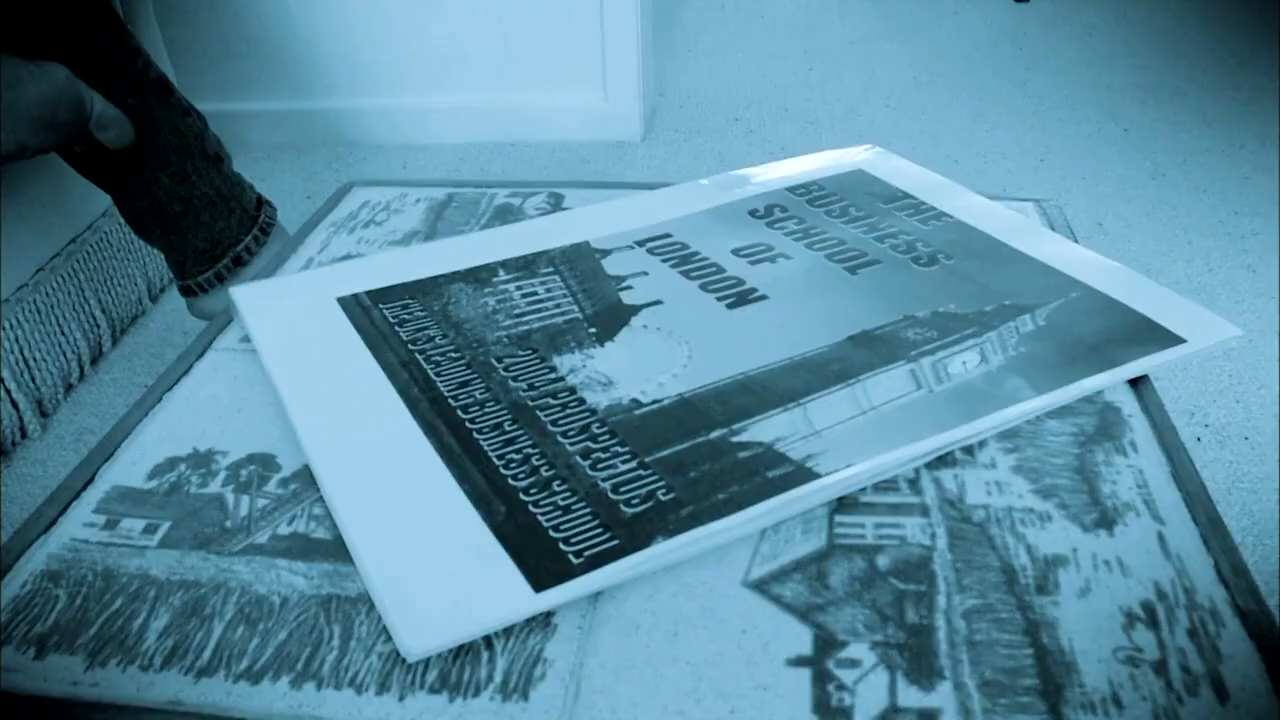 THE
BUSINESS
SCHOOL
OF
LONDON
2004 PROSPECTUS
THE UK'S LEADING BUSINESS SCHOOL